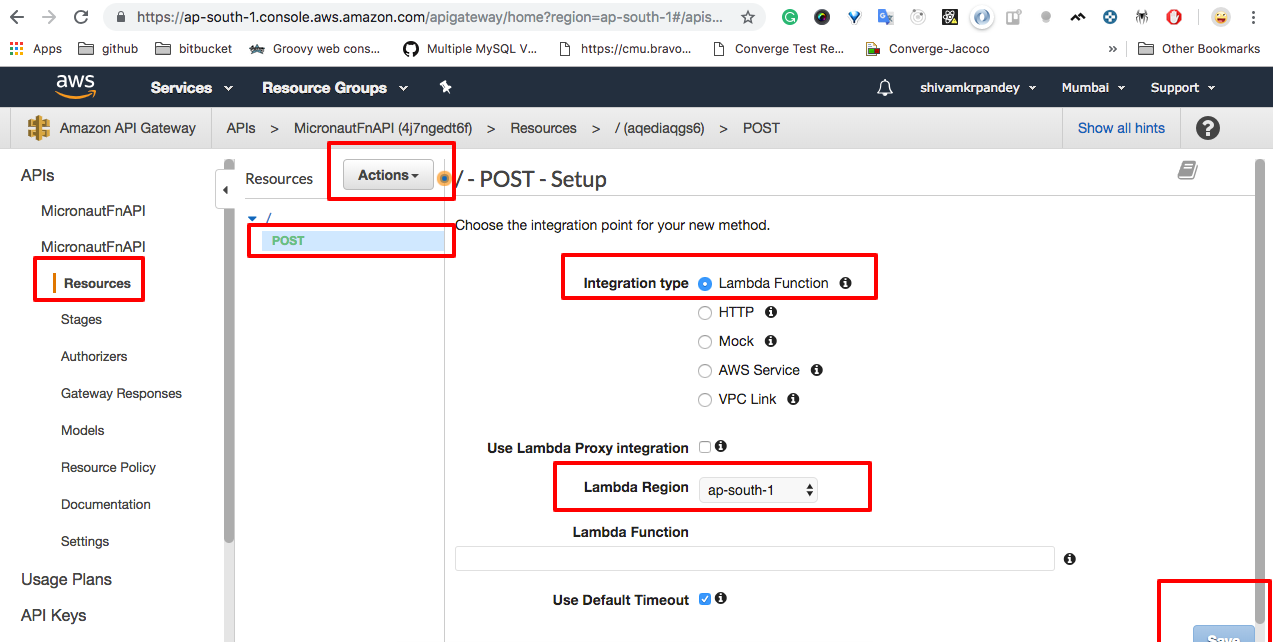 https://ap-south-1.console.aws.amazon.com/apigateway/home?region=ap-south-1#/apis...
Apps github bitbucket Groovy web cons... Multiple MySQL V... https://cmu.bravo... Converge Test Re... Converge-Jacoco » Other Bookmarks
aws Services Resource Groups shivamkrpandey Mumbai Support
Amazon API Gateway APIs > MicronautFnAPI (4j7ngedt6f) > Resources > / (aqediaqgs6) > POST Show all hints ?
APIs
MicronautFnAPI
MicronautFnAPI
Resources
Stages
Authorizers
Gateway Responses
Models
Resource Policy
Documentation
Settings
Usage Plans
API Keys
Resources Actions
/
POST
/ - POST - Setup
Choose the integration point for your new method.
Integration type Lambda Function
HTTP
Mock
AWS Service
VPC Link
Use Lambda Proxy integration
Lambda Region ap-south-1
Lambda Function
Use Default Timeout
Save